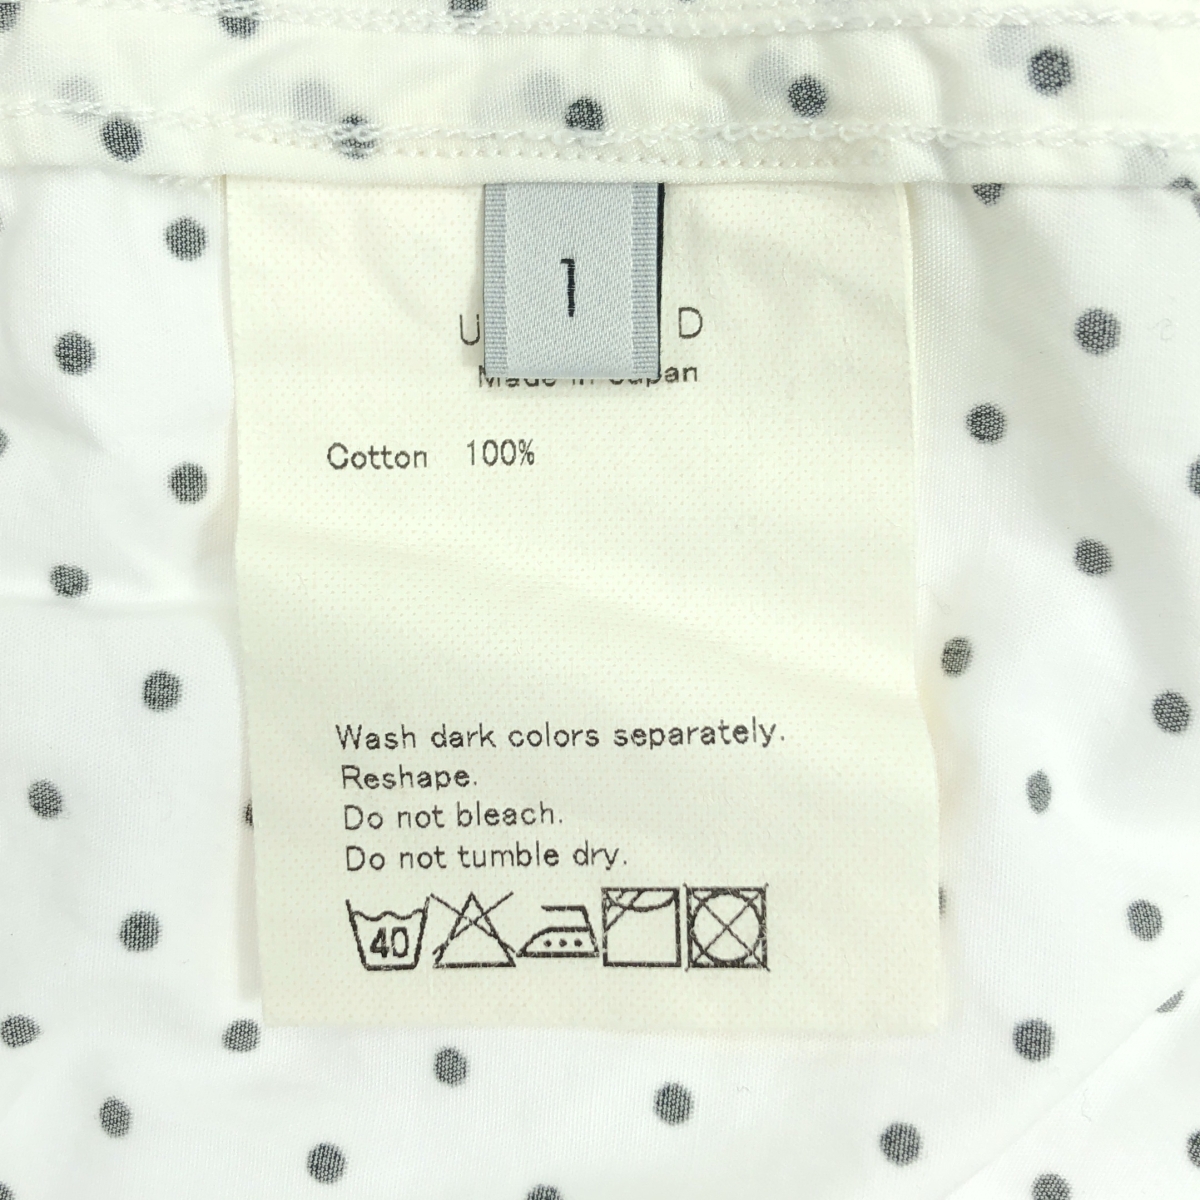 1
U D
Made in Japan
Cotton 100%
Wash dark colors separately.
Reshape.
Do not bleach.
Do not tumble dry.
40